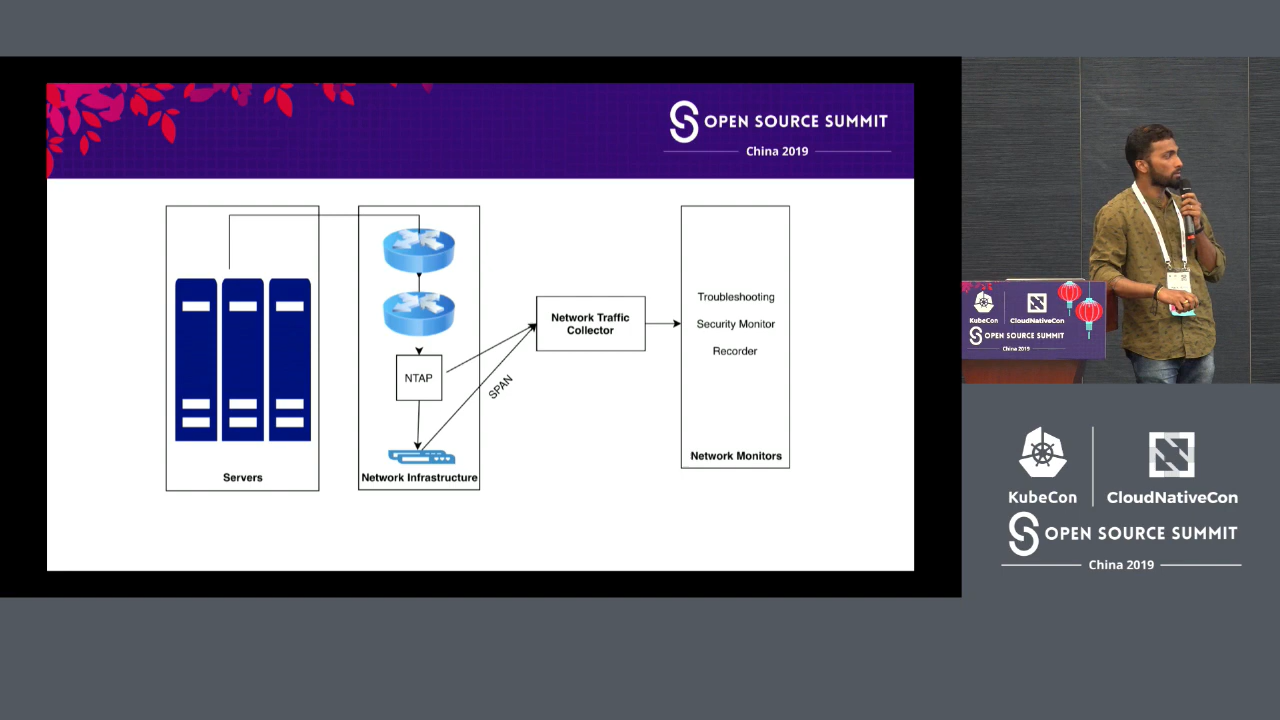 OPEN SOURCE SUMMIT
China 2019
NTAP
SPAN
Servers
Network Infrastructure
Network Traffic
Collector
Troubleshooting
Security Monitor
Recorder
Network Monitors
KubeCon
CloudNativeCon
OPEN SOURCE SUMMIT
China 2019
KubeCon
CloudNativeCon
OPEN SOURCE SUMMIT
China 2019